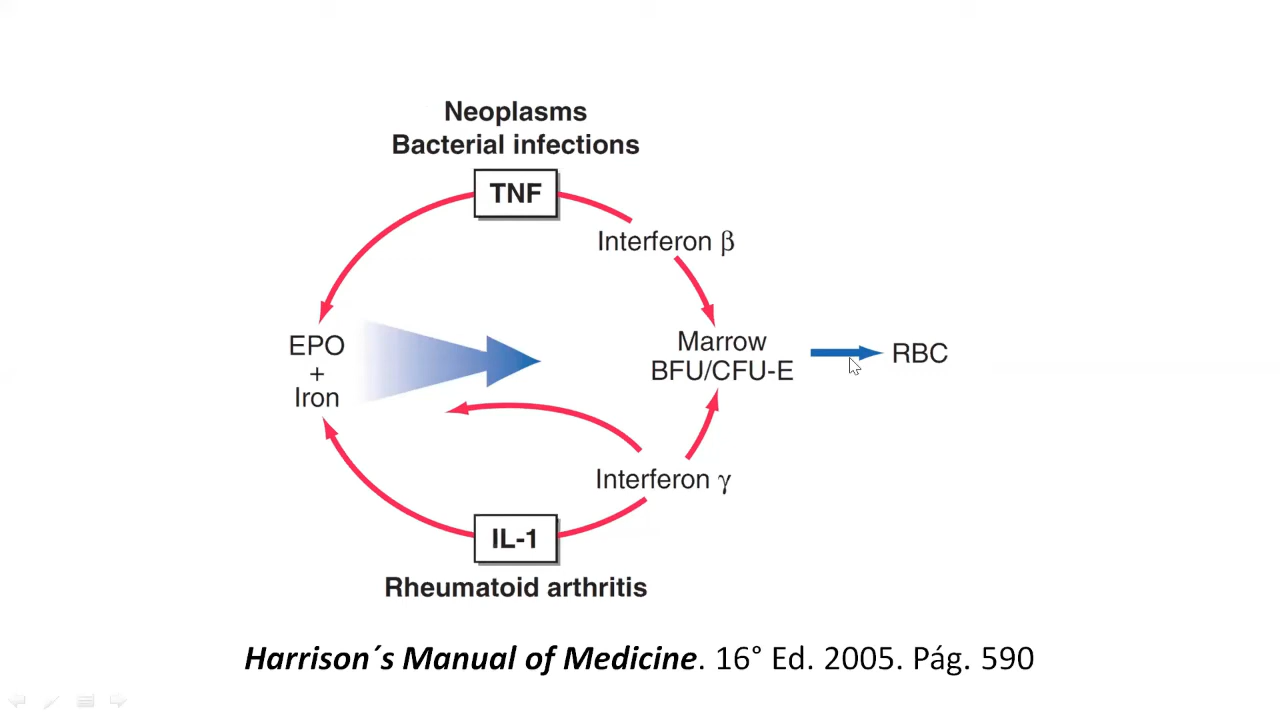 Neoplasms
Bacterial infections
TNF
Interferon β
EPO
+
Iron
Marrow
BFU/CFU-E
RBC
Interferon γ
IL-1
Rheumatoid arthritis
Harrison´s Manual of Medicine. 16° Ed. 2005. Pág. 590